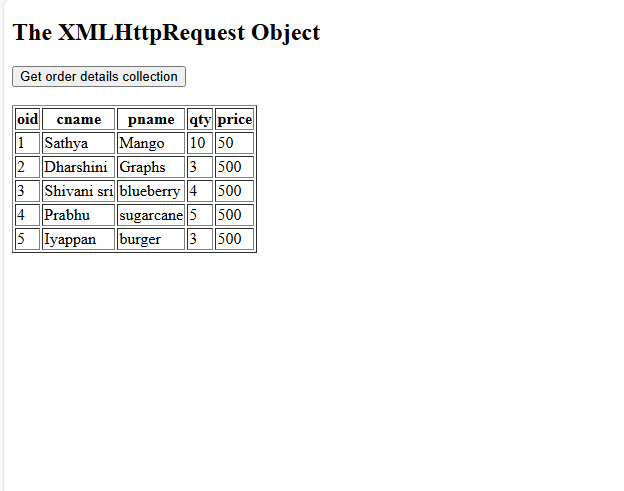 The XMLHttpRequest Object
Get order details collection
oid cname pname qty price
1 Sathya Mango 10 50
2 Dharshini Graphs 3 500
3 Shivani sri blueberry 4 500
4 Prabhu sugarcane 5 500
5 Iyappan burger 3 500